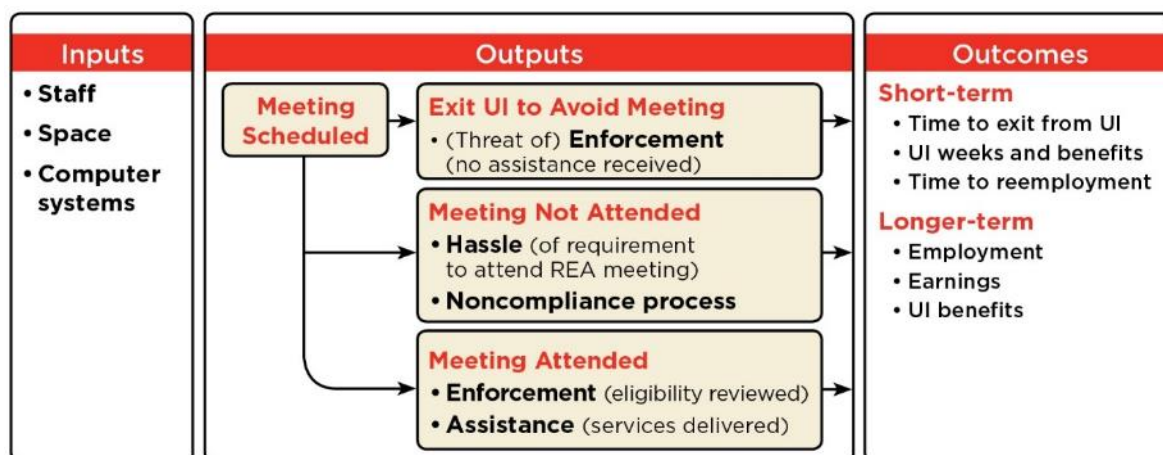 Inputs
• Staff
• Space
• Computer
systems
Outputs
Meeting
Scheduled
Exit UI to Avoid Meeting
• (Threat of) Enforcement
(no assistance received)
Meeting Not Attended
• Hassle (of requirement
to attend REA meeting)
• Noncompliance process
Meeting Attended
• Enforcement (eligibility reviewed)
• Assistance (services delivered)
Outcomes
Short-term
• Time to exit from UI
• UI weeks and benefits
• Time to reemployment
Longer-term
• Employment
• Earnings
• UI benefits